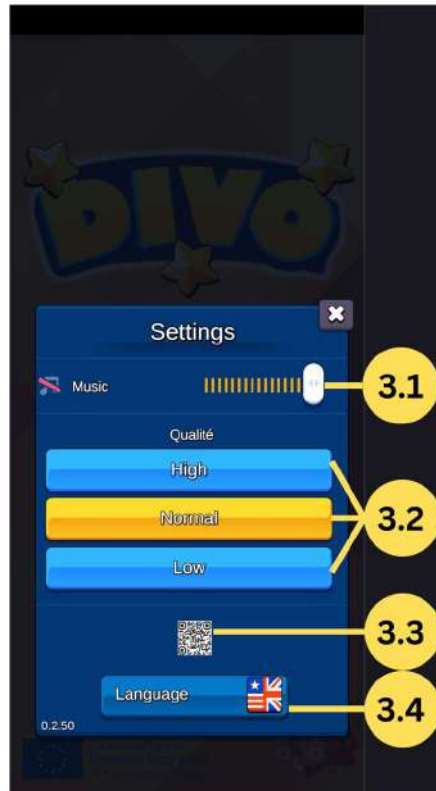 DIVO
Settings
Music
3.1
Qualité
High
Normal
3.2
Low
3.3
Language
3.4
0.2.50